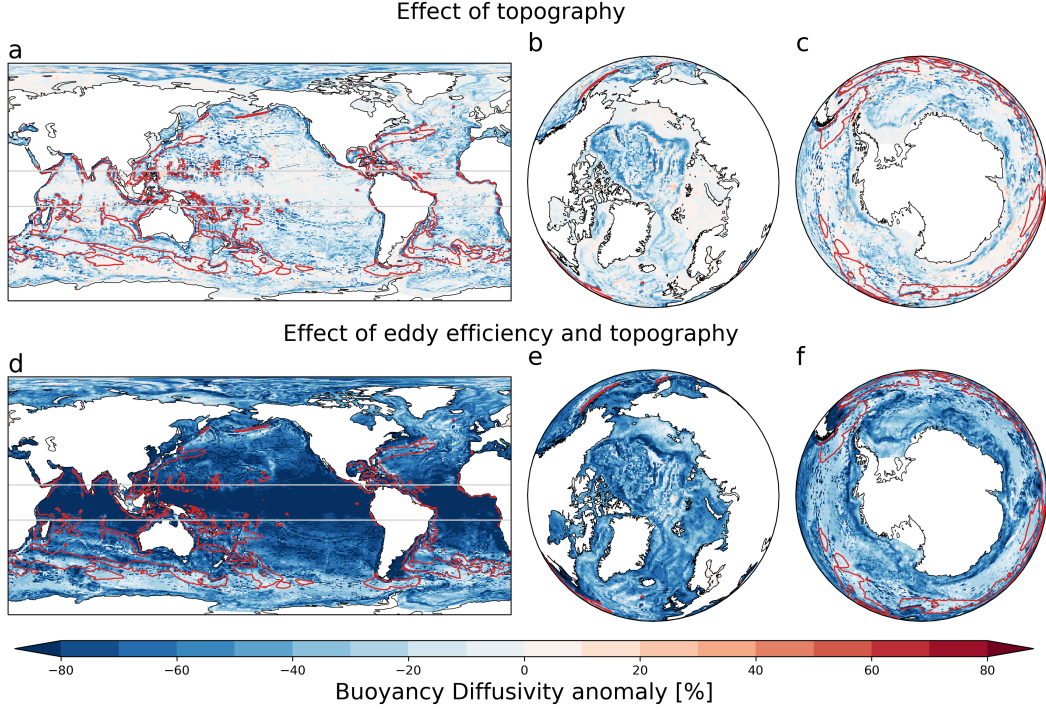 Effect of topography
a
b
c
Effect of eddy efficiency and topography
d
e
f
−80 −60 −40 −20 0 20 40 60 80
Buoyancy Diffusivity anomaly [%]